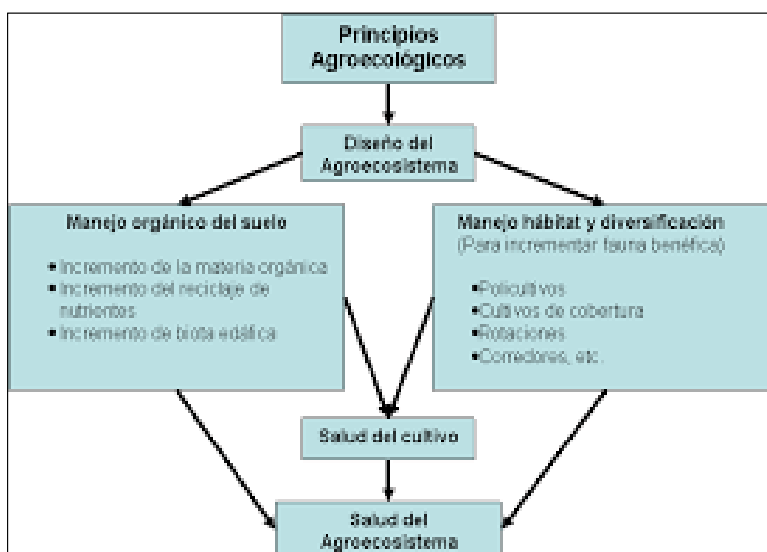 Principios
Agroecológicos
Diseño del
Agroecosistema
Manejo orgánico del suelo
•Incremento de la materia orgánica
•Incremento del reciclaje de
nutrientes
•Incremento de biota edáfica
Manejo hábitat y diversificación
(Para incrementar fauna benéfica)
•Policultivos
•Cultivos de cobertura
•Rotaciones
•Corredores, etc.
Salud del cultivo
Salud del
Agroecosistema